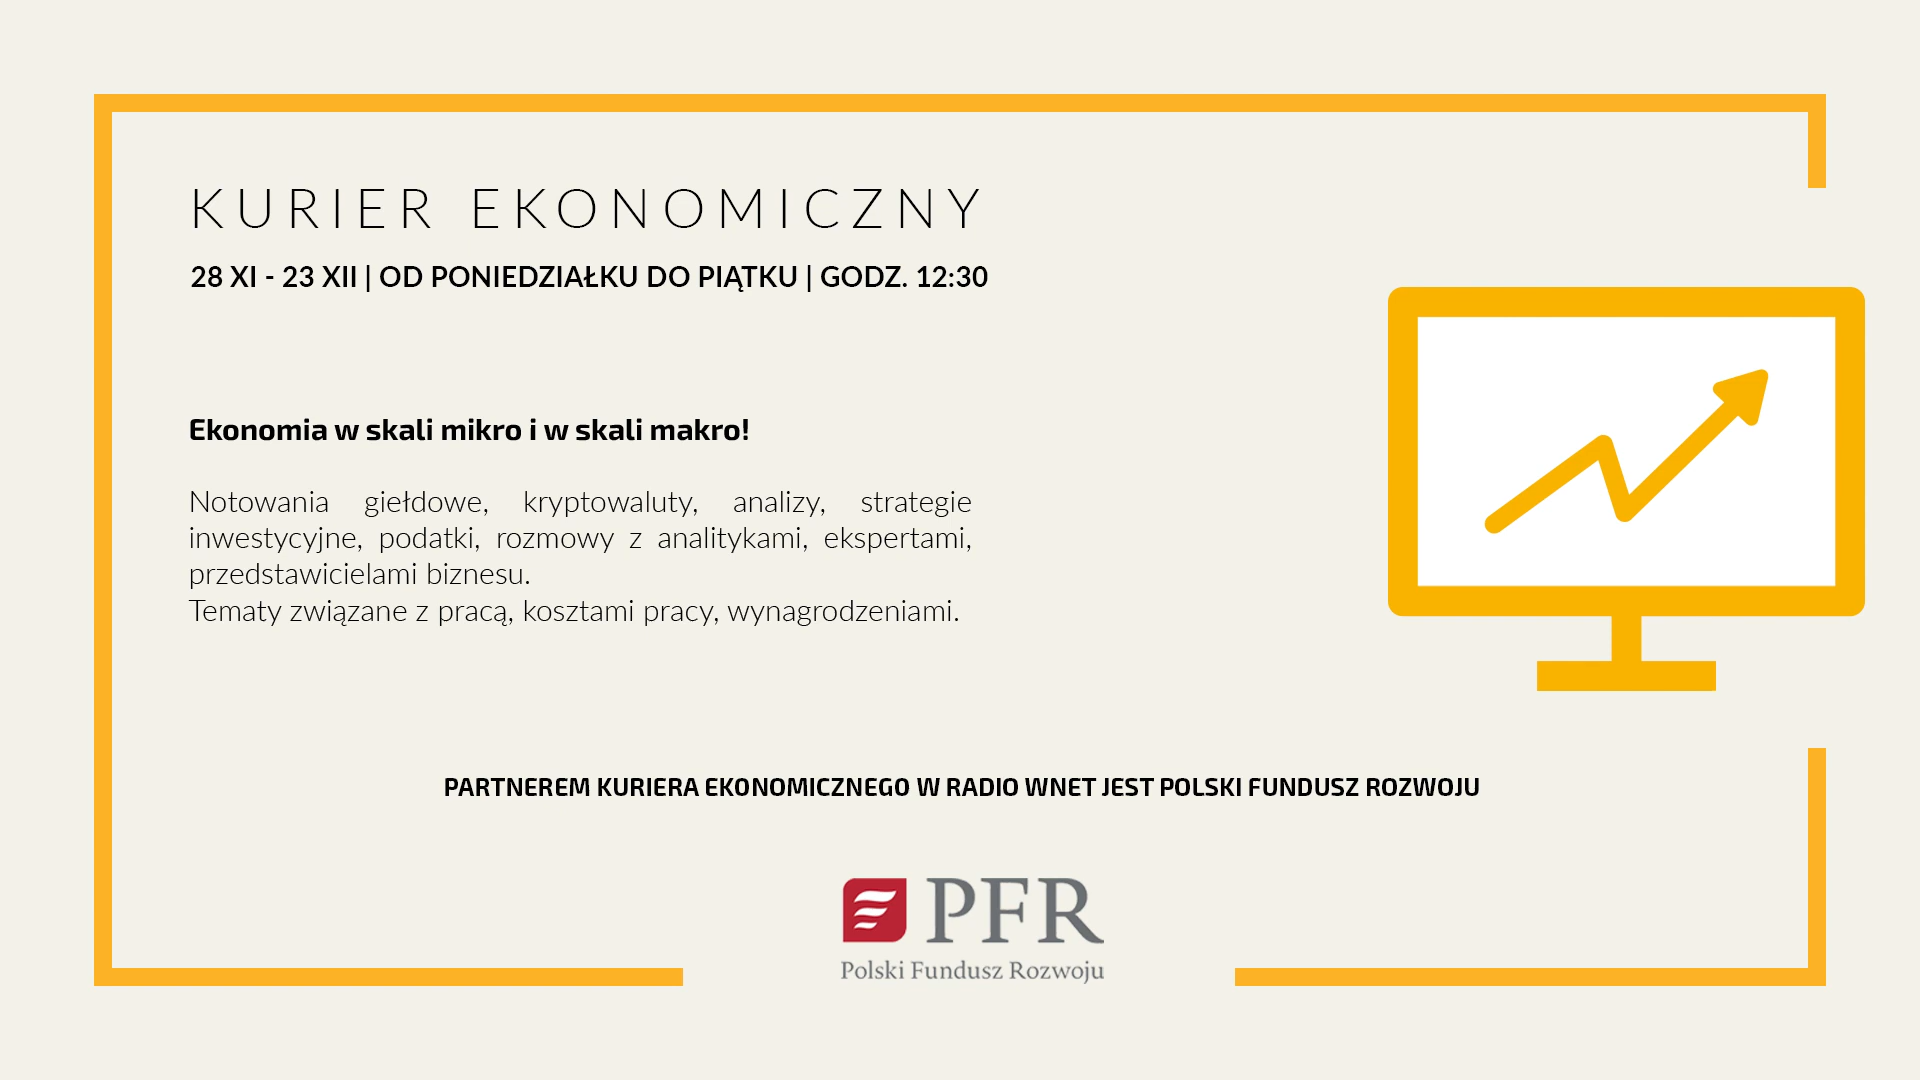 KURIER EKONOMICZNY
28 XI - 23 XII | OD PONIEDZIAŁKU DO PIĄTKU | GODZ. 12:30
Ekonomia w skali mikro i w skali makro!
Notowania giełdowe, kryptowaluty, analizy, strategie
inwestycyjne, podatki, rozmowy z analitykami, ekspertami,
przedstawicielami biznesu.
Tematy związane z pracą, kosztami pracy, wynagrodzeniami.
PARTNEREM KURIERA EKONOMICZNEGO W RADIO WNET JEST POLSKI FUNDUSZ ROZWOJU
PFR
Polski Fundusz Rozwoju